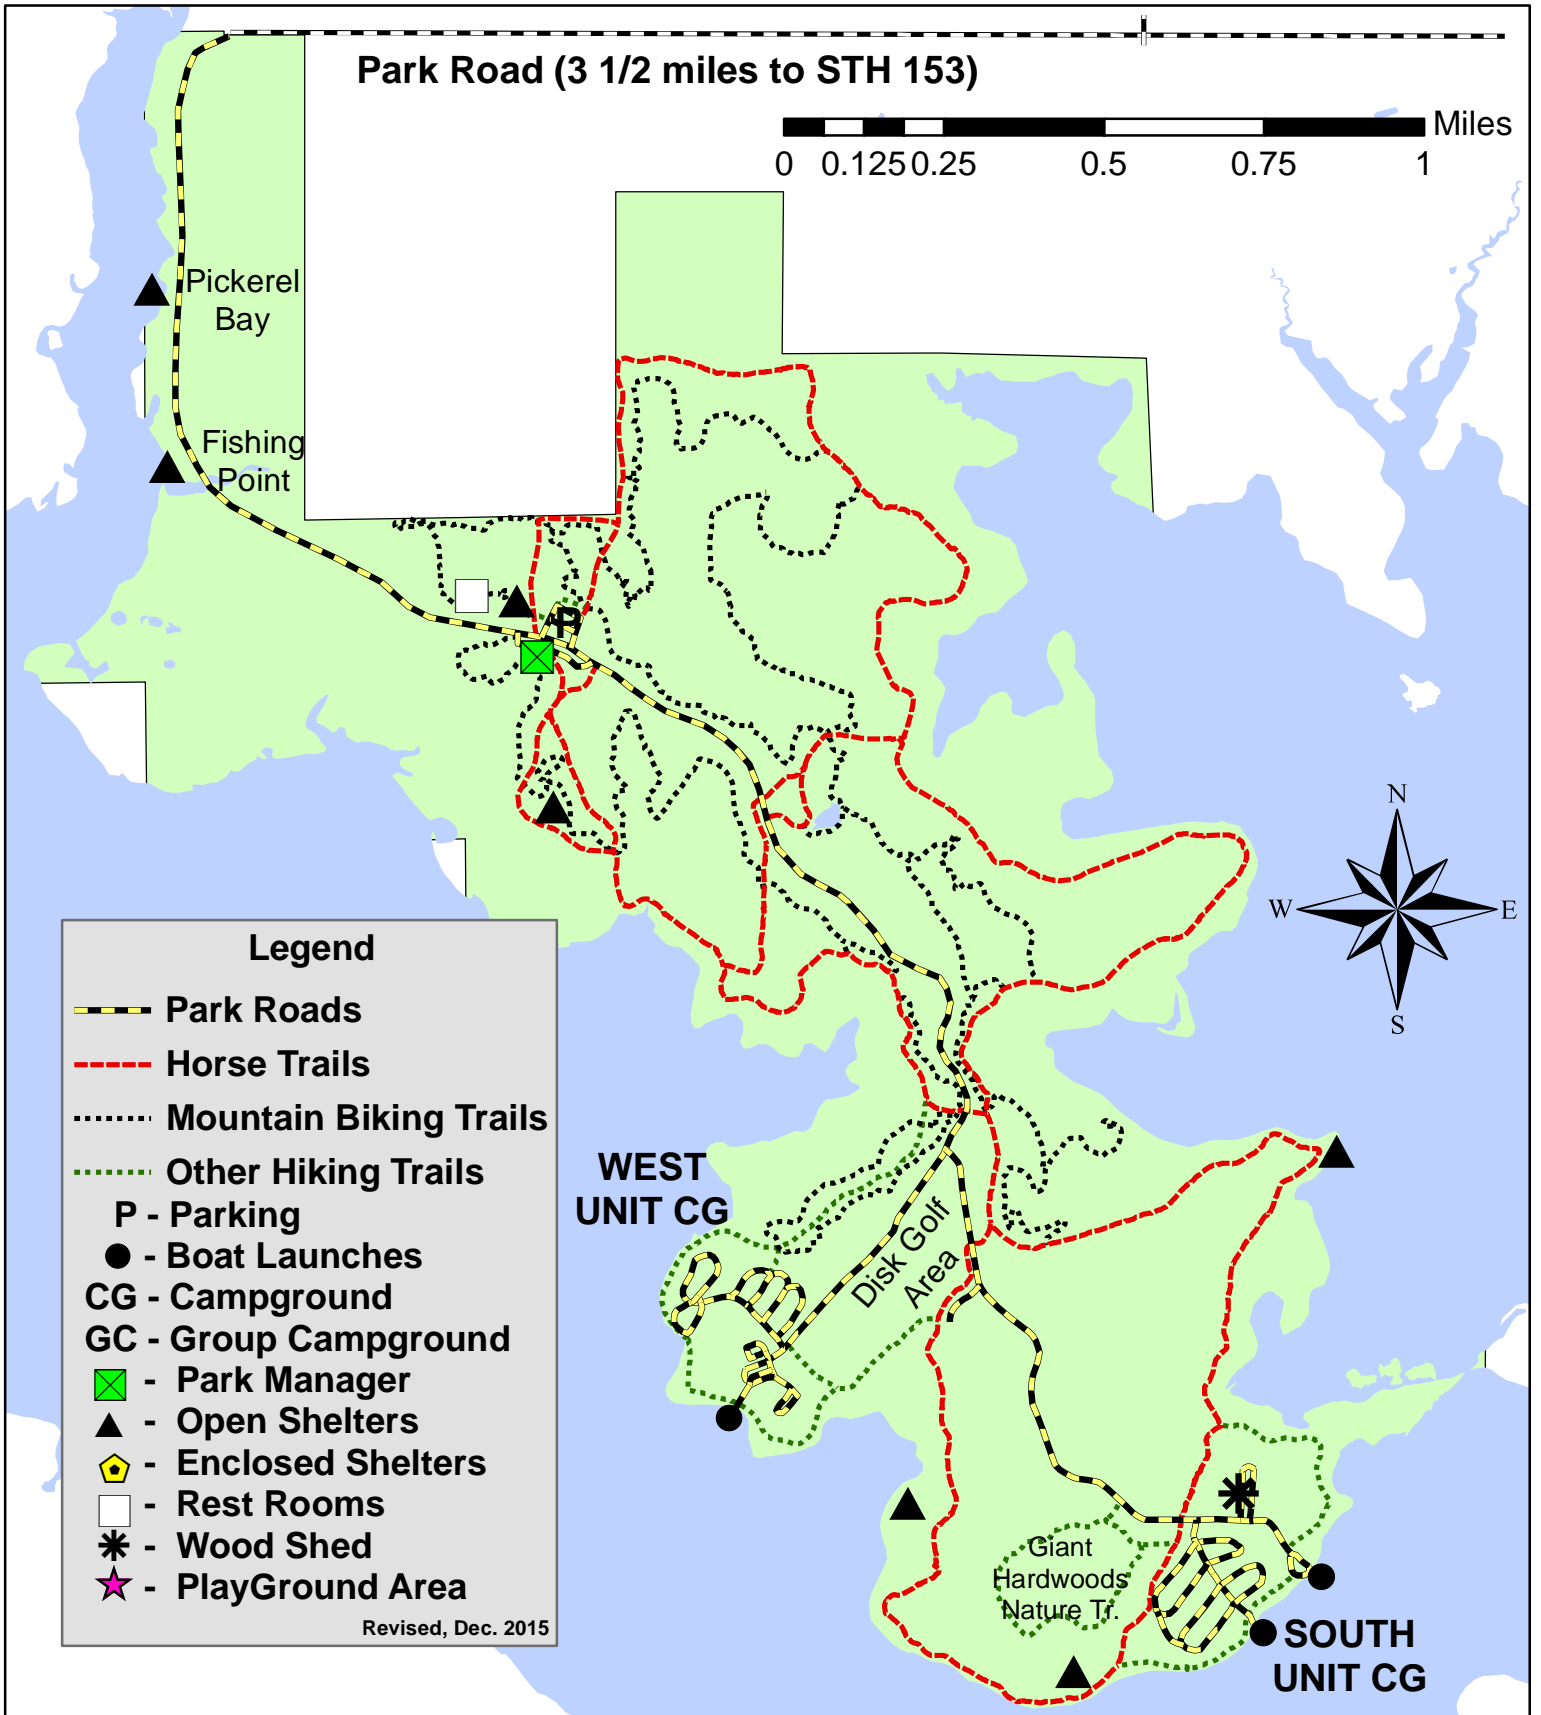 Park Road (3 1/2 miles to STH 153)
Miles
0 0.125 0.25 0.5 0.75 1
Pickerel
Bay
Fishing
Point
P
N
W E
S
WEST
UNIT CG
Disk Golf
Area
Giant
Hardwoods
Nature Tr.
SOUTH
UNIT CG
Legend
Park Roads
Horse Trails
Mountain Biking Trails
Other Hiking Trails
P - Parking
- Boat Launches
CG - Campground
GC - Group Campground
- Park Manager
- Open Shelters
- Enclosed Shelters
- Rest Rooms
- Wood Shed
- PlayGround Area
Revised, Dec. 2015